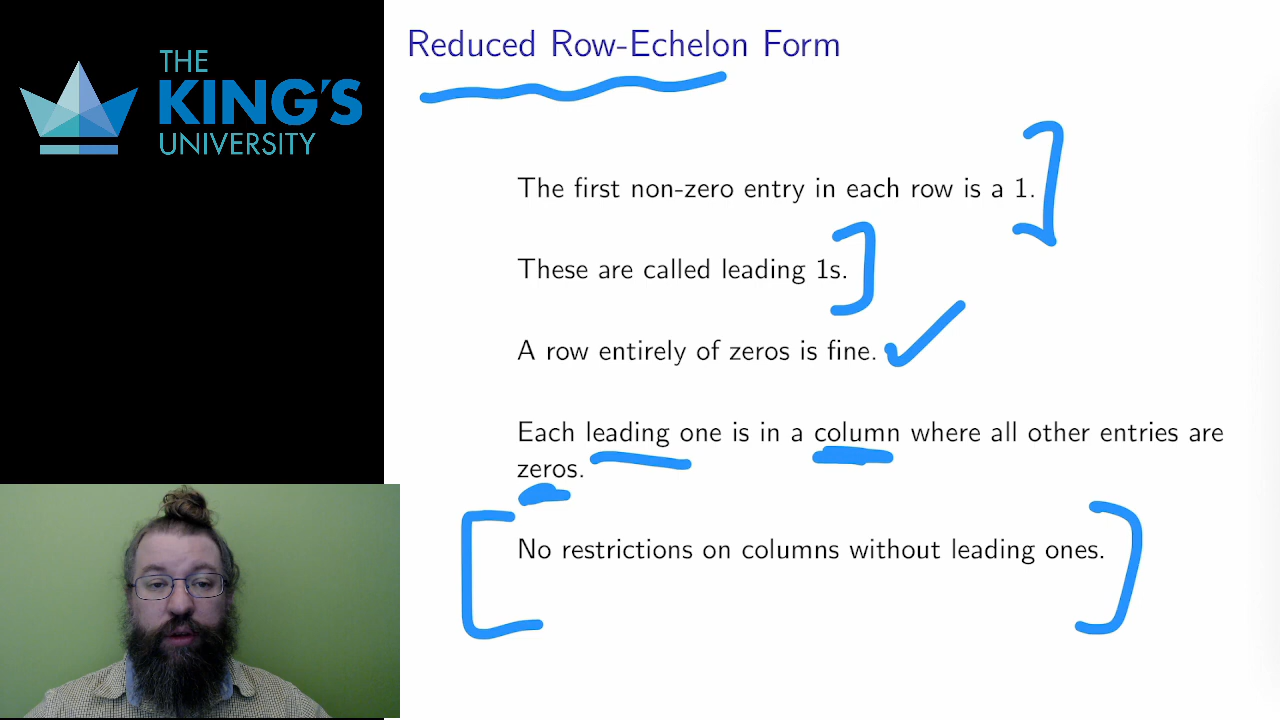 THE
KING'S
UNIVERSITY
Reduced Row-Echelon Form
The first non-zero entry in each row is a 1.
These are called leading 1s.
A row entirely of zeros is fine.
Each leading one is in a column where all other entries are
zeros.
No restrictions on columns without leading ones.